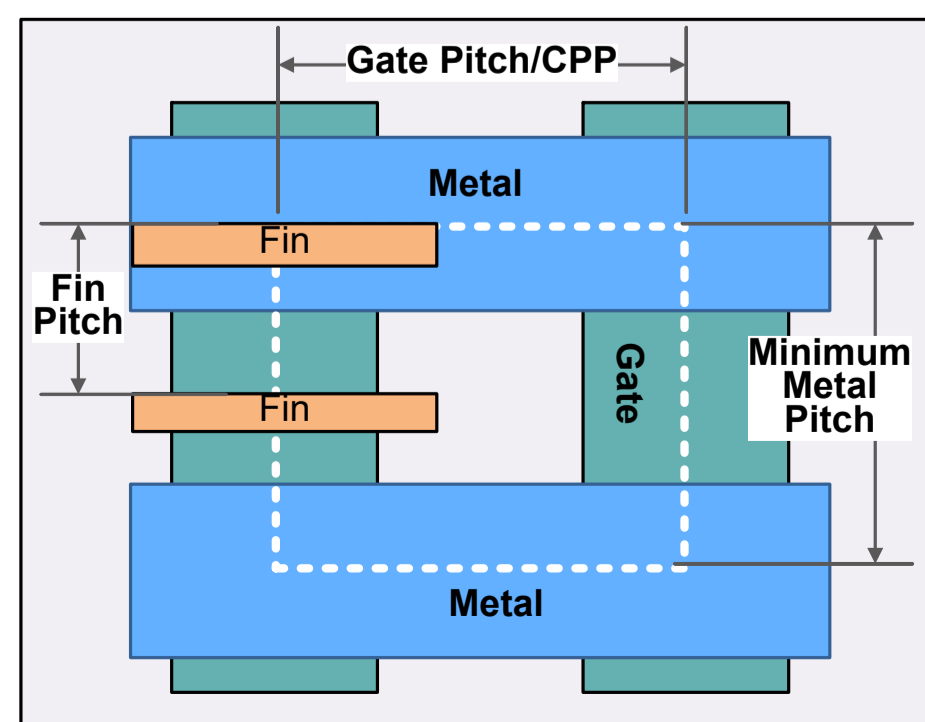 Gate Pitch/CPP
Metal
Fin
Fin
Pitch
Gate
Minimum
Metal
Pitch
Fin
Metal